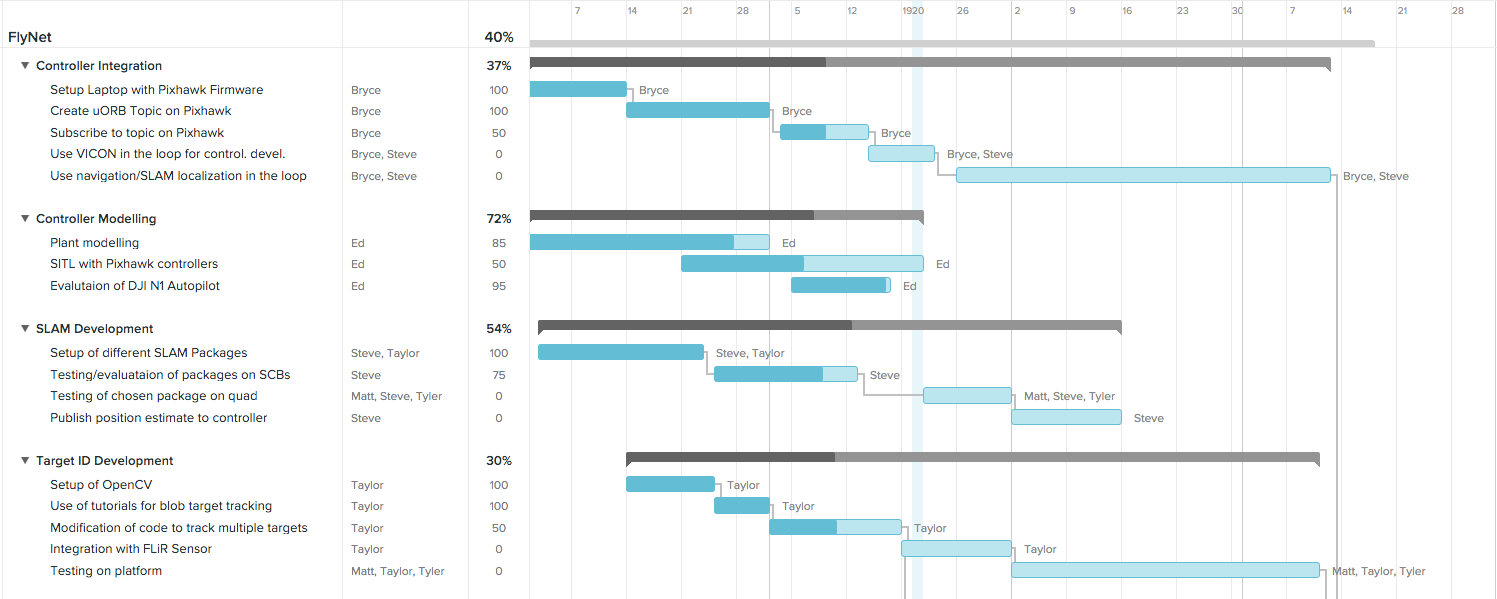 7 14 21 28 5 12 19 20 26 2 9 16 23 30 7 14 21 28
FlyNet 40%
Controller Integration 37%
Setup Laptop with Pixhawk Firmware Bryce 100 Bryce
Create uORB Topic on Pixhawk Bryce 100 Bryce
Subscribe to topic on Pixhawk Bryce 50 Bryce
Use VICON in the loop for control. devel. Bryce, Steve 0 Bryce, Steve
Use navigation/SLAM localization in the loop Bryce, Steve 0 Bryce, Steve
Controller Modelling 72%
Plant modelling Ed 85 Ed
SITL with Pixhawk controllers Ed 50 Ed
Evalutaion of DJI N1 Autopilot Ed 95 Ed
SLAM Development 54%
Setup of different SLAM Packages Steve, Taylor 100 Steve, Taylor
Testing/evaluataion of packages on SCBs Steve 75 Steve
Testing of chosen package on quad Matt, Steve, Tyler 0 Matt, Steve, Tyler
Publish position estimate to controller Steve 0 Steve
Target ID Development 30%
Setup of OpenCV Taylor 100 Taylor
Use of tutorials for blob target tracking Taylor 100 Taylor
Modification of code to track multiple targets Taylor 50 Taylor
Integration with FLiR Sensor Taylor 0 Taylor
Testing on platform Matt, Taylor, Tyler 0 Matt, Taylor, Tyler